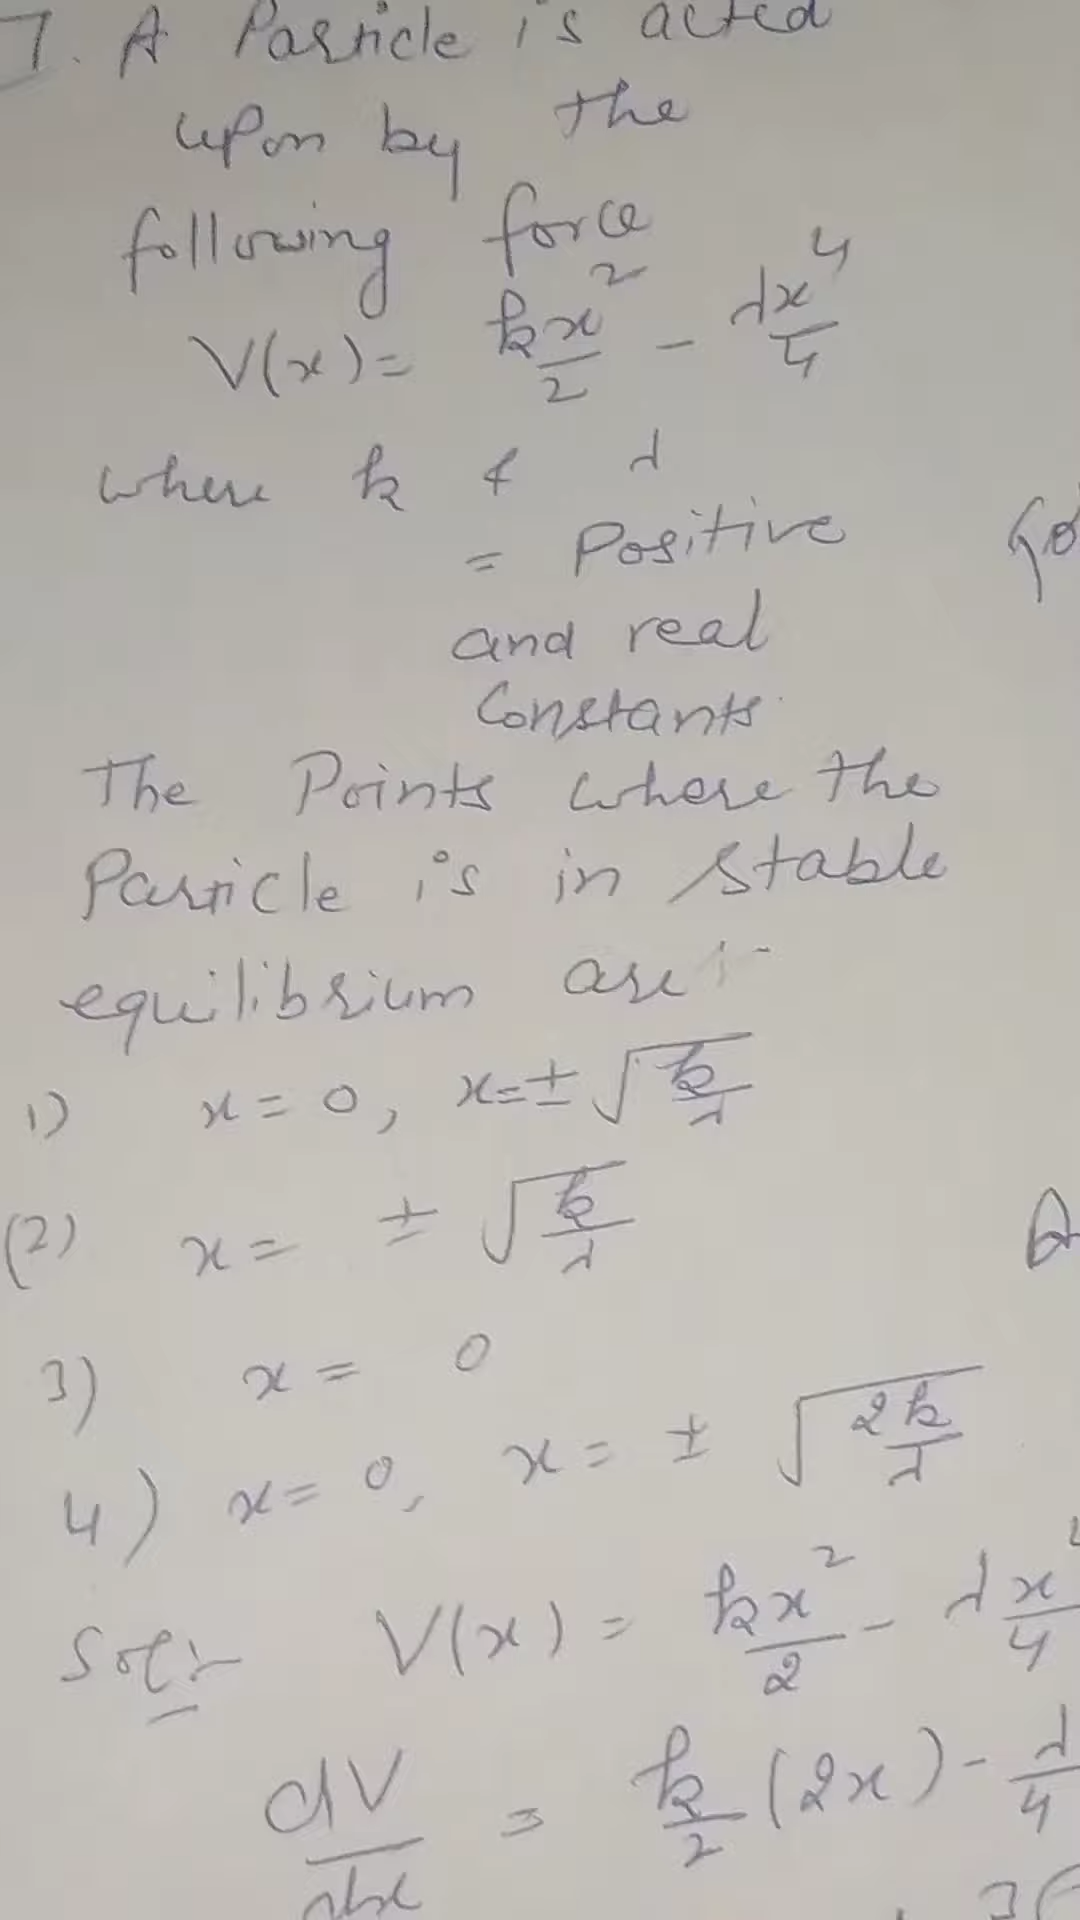 7. A Particle is acted
upon by the
following force
V(x) = kx²/2 - λx⁴/4
where k & λ
= Positive
and real
Constants
The Points where the
Particle is in stable
equilibrium are
1) x = 0, x = ± √(k/λ)
(2) x = ± √(k/λ)
3) x = 0
4) x = 0, x = ± √(2k/λ)
Sol:- V(x) = kx²/2 - λx⁴/4
dV/dx = k/2 (2x) - λ/4